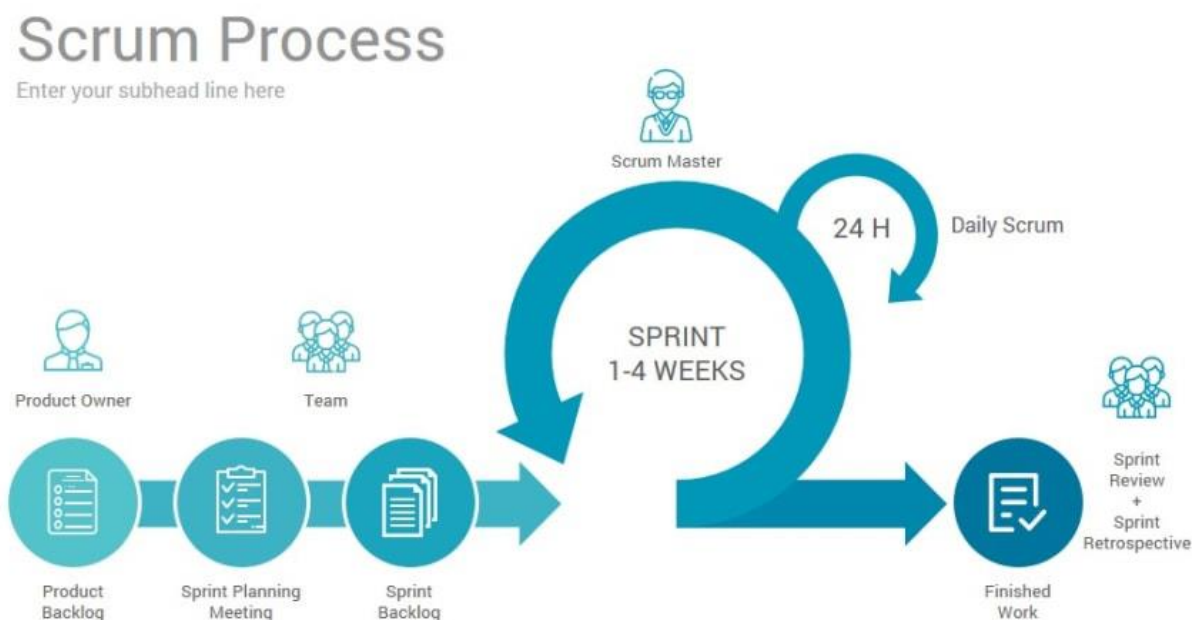 Scrum Process
Enter your subhead line here
Scrum Master
24 H
Daily Scrum
SPRINT
1-4 WEEKS
Product Owner
Team
Sprint
Review
+
Sprint
Retrospective
Product
Backlog
Sprint Planning
Meeting
Sprint
Backlog
Finished
Work